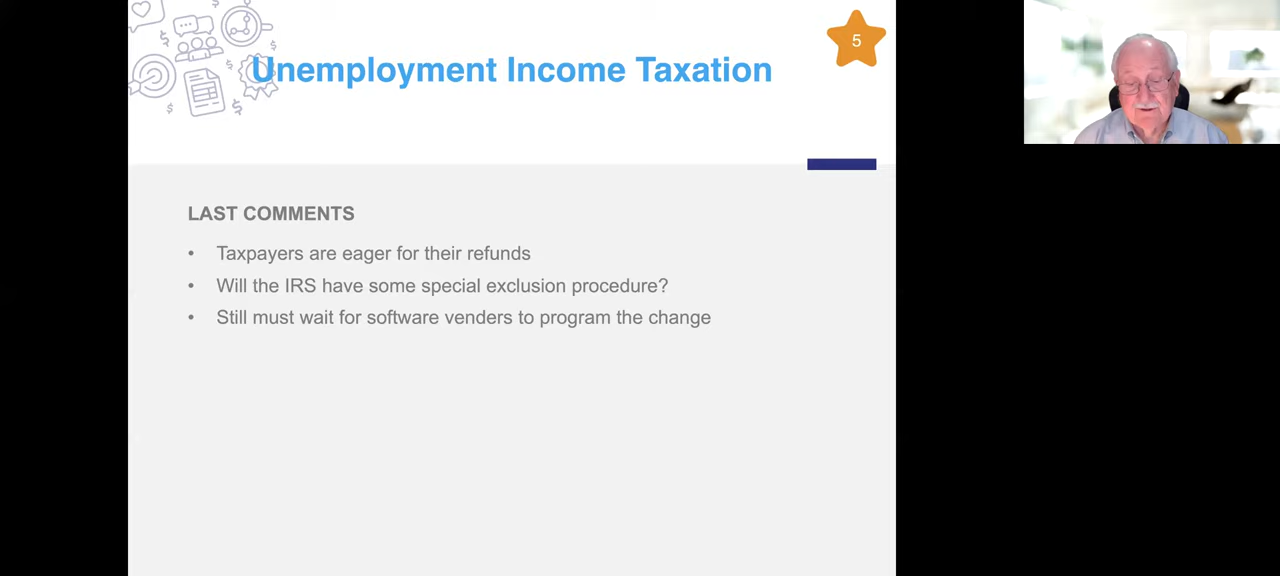 5
Unemployment Income Taxation
LAST COMMENTS
• Taxpayers are eager for their refunds
• Will the IRS have some special exclusion procedure?
• Still must wait for software venders to program the change